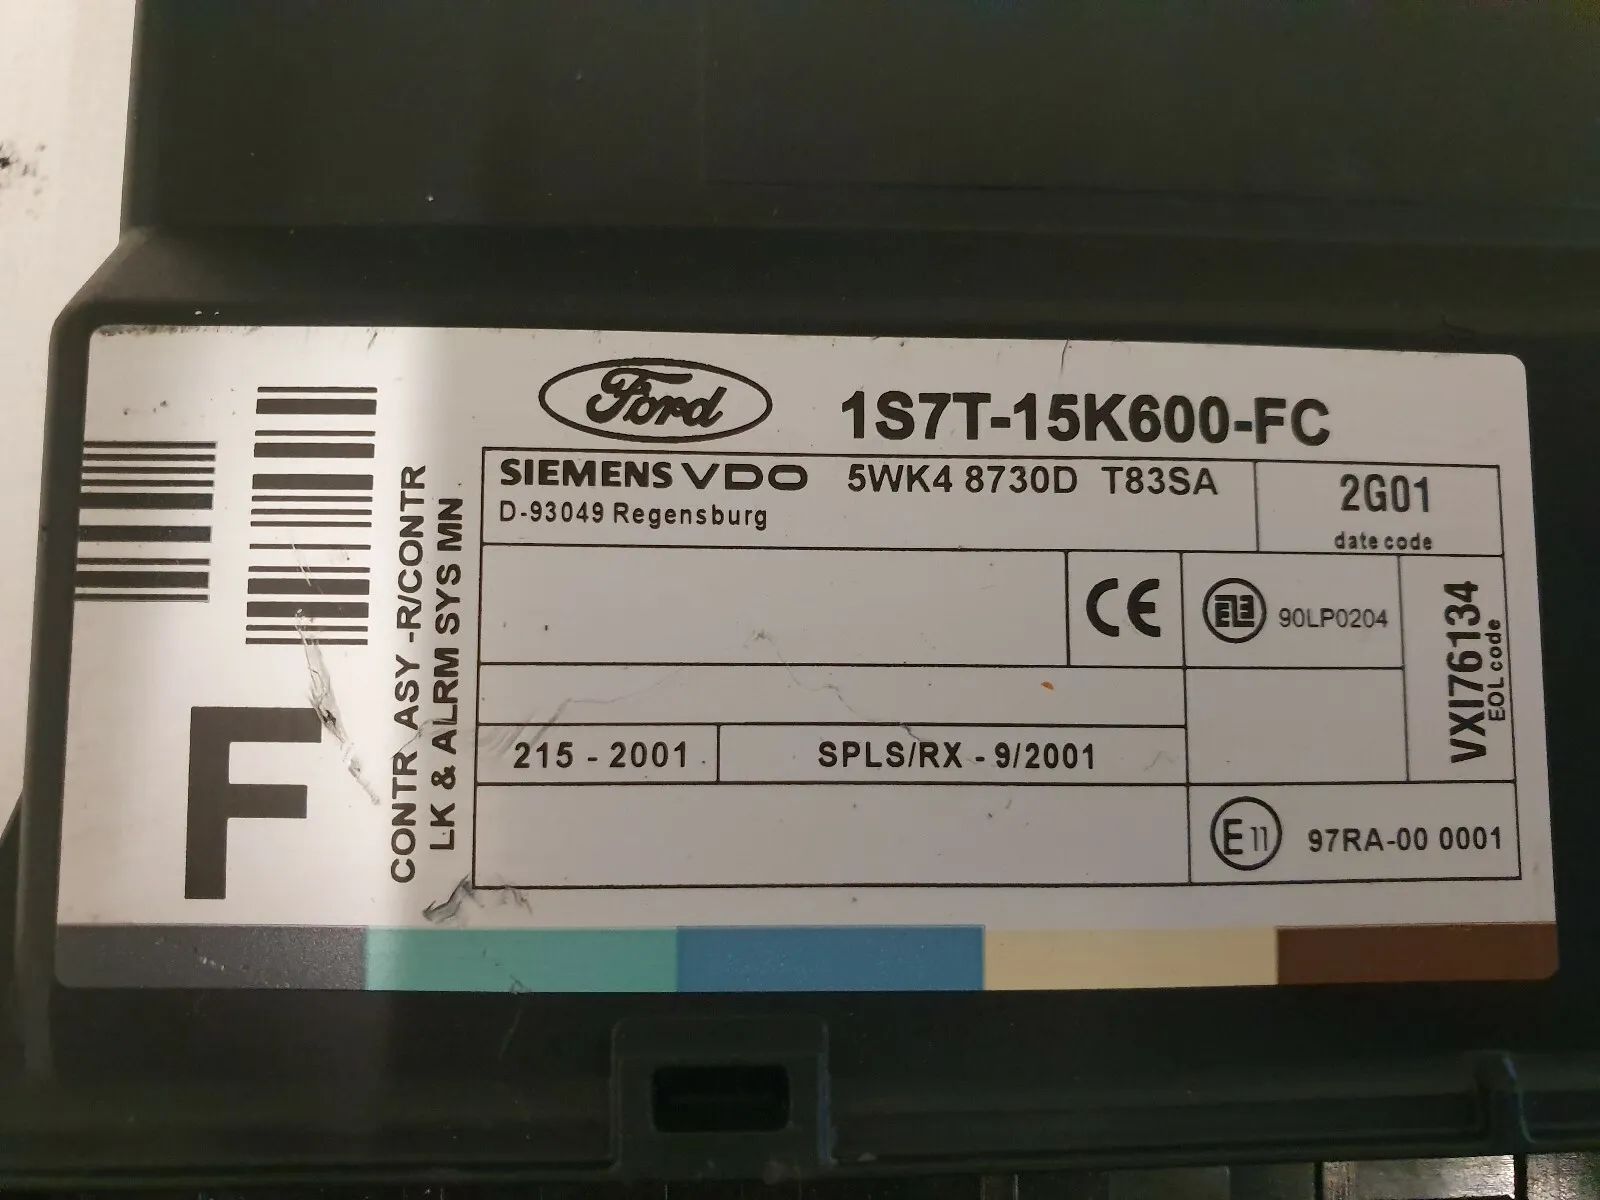 Ford 1S7T-15K600-FC
SIEMENS VDO 5WK4 8730D T83SA
D-93049 Regensburg
2G01
date code
CE
90LP0204
VXI76134
EOL code
215 - 2001
SPLS/RX - 9/2001
E11 97RA-00 0001
CONTR ASY -R/CONTR
LK & ALRM SYS MN
F